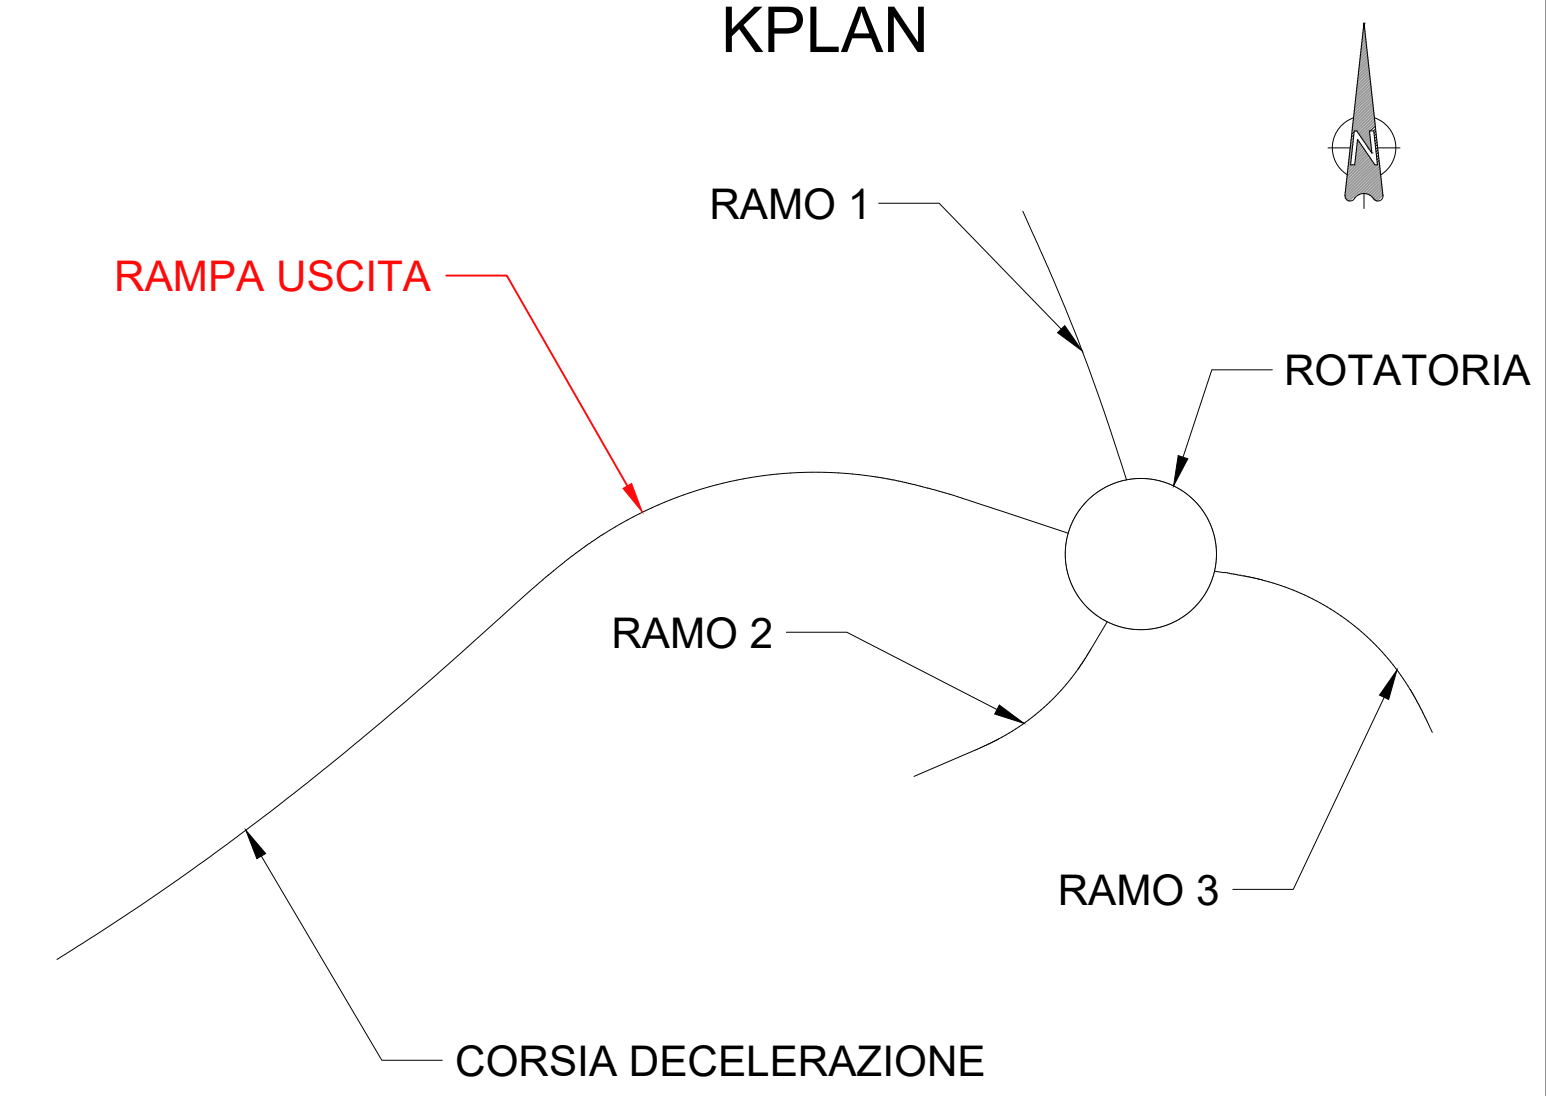 KPLAN
N
RAMO 1
RAMPA USCITA
ROTATORIA
RAMO 2
RAMO 3
CORSIA DECELERAZIONE